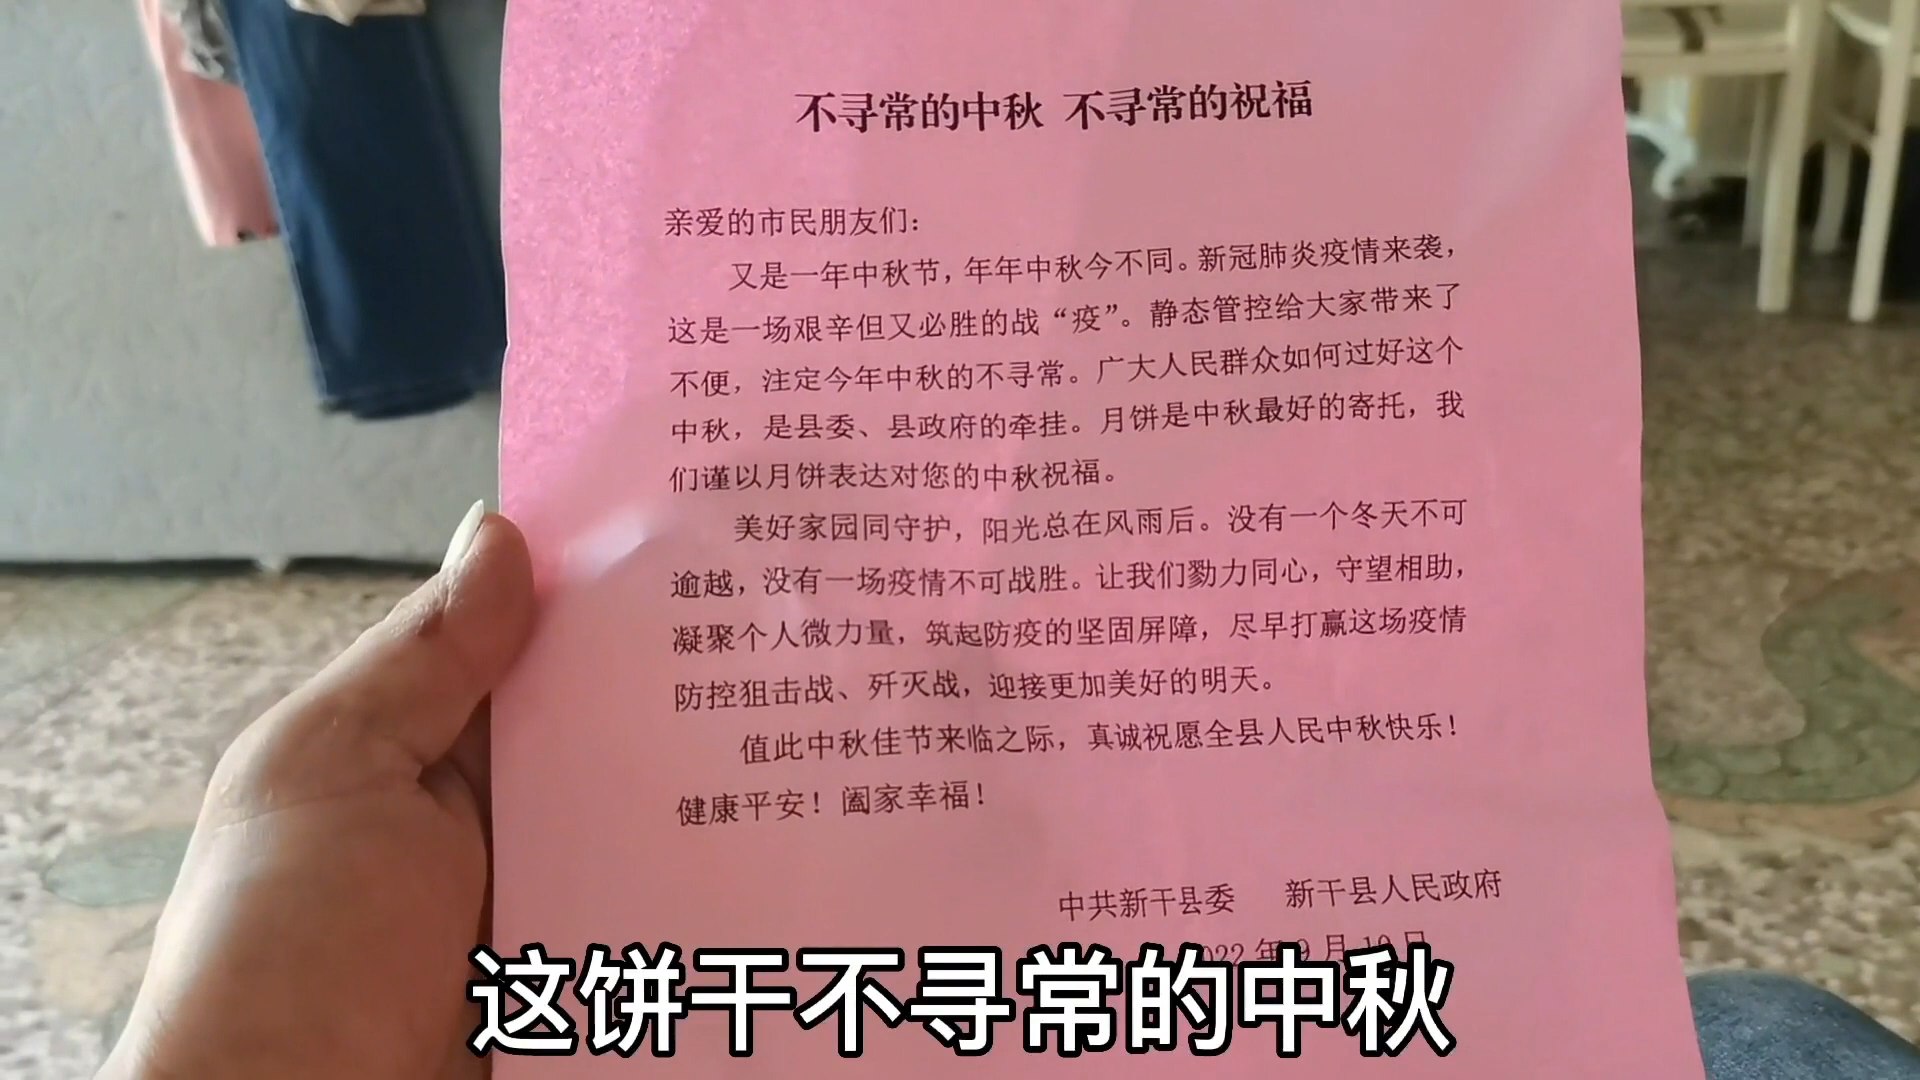 不寻常的中秋 不寻常的祝福
亲爱的市民朋友们：
又是一年中秋节，年年中秋今不同。新冠肺炎疫情来袭，
这是一场艰辛但又必胜的战“疫”。静态管控给大家带来了
不便，注定今年中秋的不寻常。广大人民群众如何过好这个
中秋，是县委、县政府的牵挂。月饼是中秋最好的寄托，我
们谨以月饼表达对您的中秋祝福。
美好家园同守护，阳光总在风雨后。没有一个冬天不可
逾越，没有一场疫情不可战胜。让我们勠力同心，守望相助，
凝聚个人微力量，筑起防疫的坚固屏障，尽早打赢这场疫情
防控狙击战、歼灭战，迎接更加美好的明天。
值此中秋佳节来临之际，真诚祝愿全县人民中秋快乐！
健康平安！阖家幸福！
中共新干县委 新干县人民政府
2022年9月10日
这饼干不寻常的中秋